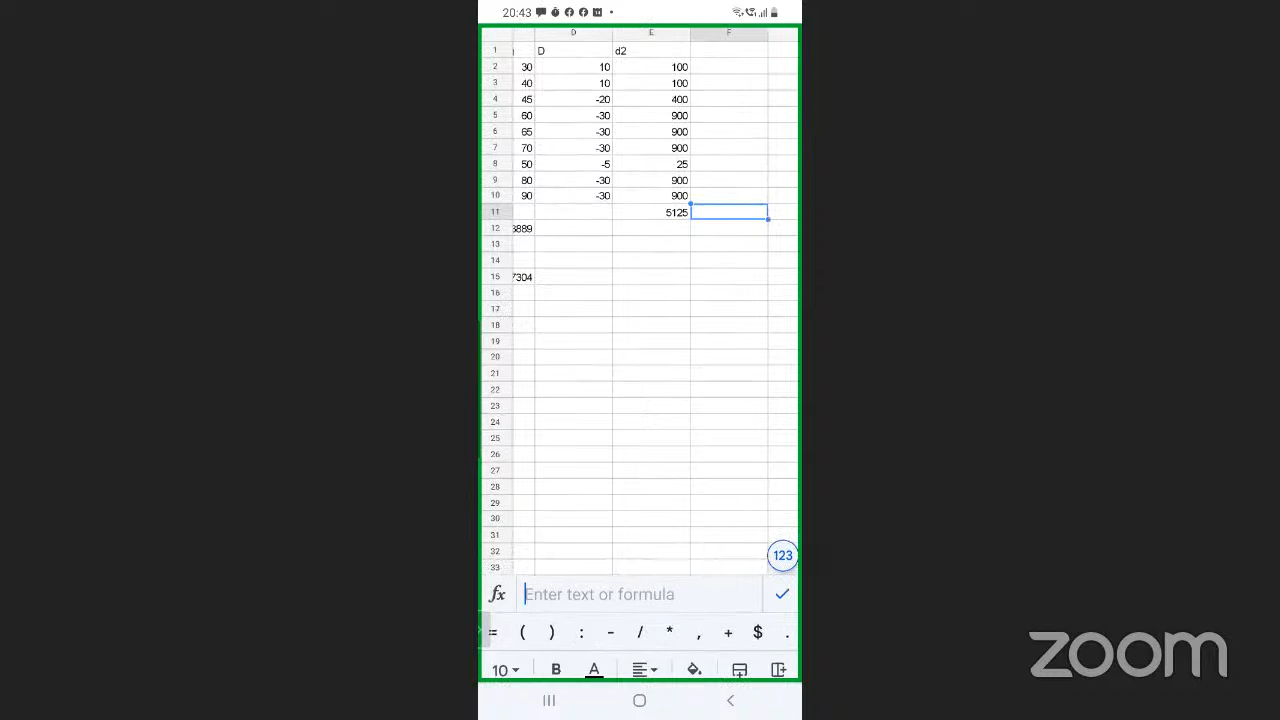 20:43
D E F
1 D d2
2 30 10 100
3 40 10 100
4 45 -20 400
5 60 -30 900
6 65 -30 900
7 70 -30 900
8 50 -5 25
9 80 -30 900
10 90 -30 900
11 5125
12 889
13
14
15 7304
16
17
18
19
20
21
22
23
24
25
26
27
28
29
30
31
32
33
123
fx Enter text or formula
= ( ) : - / * , + $ .
10 B A
zoom